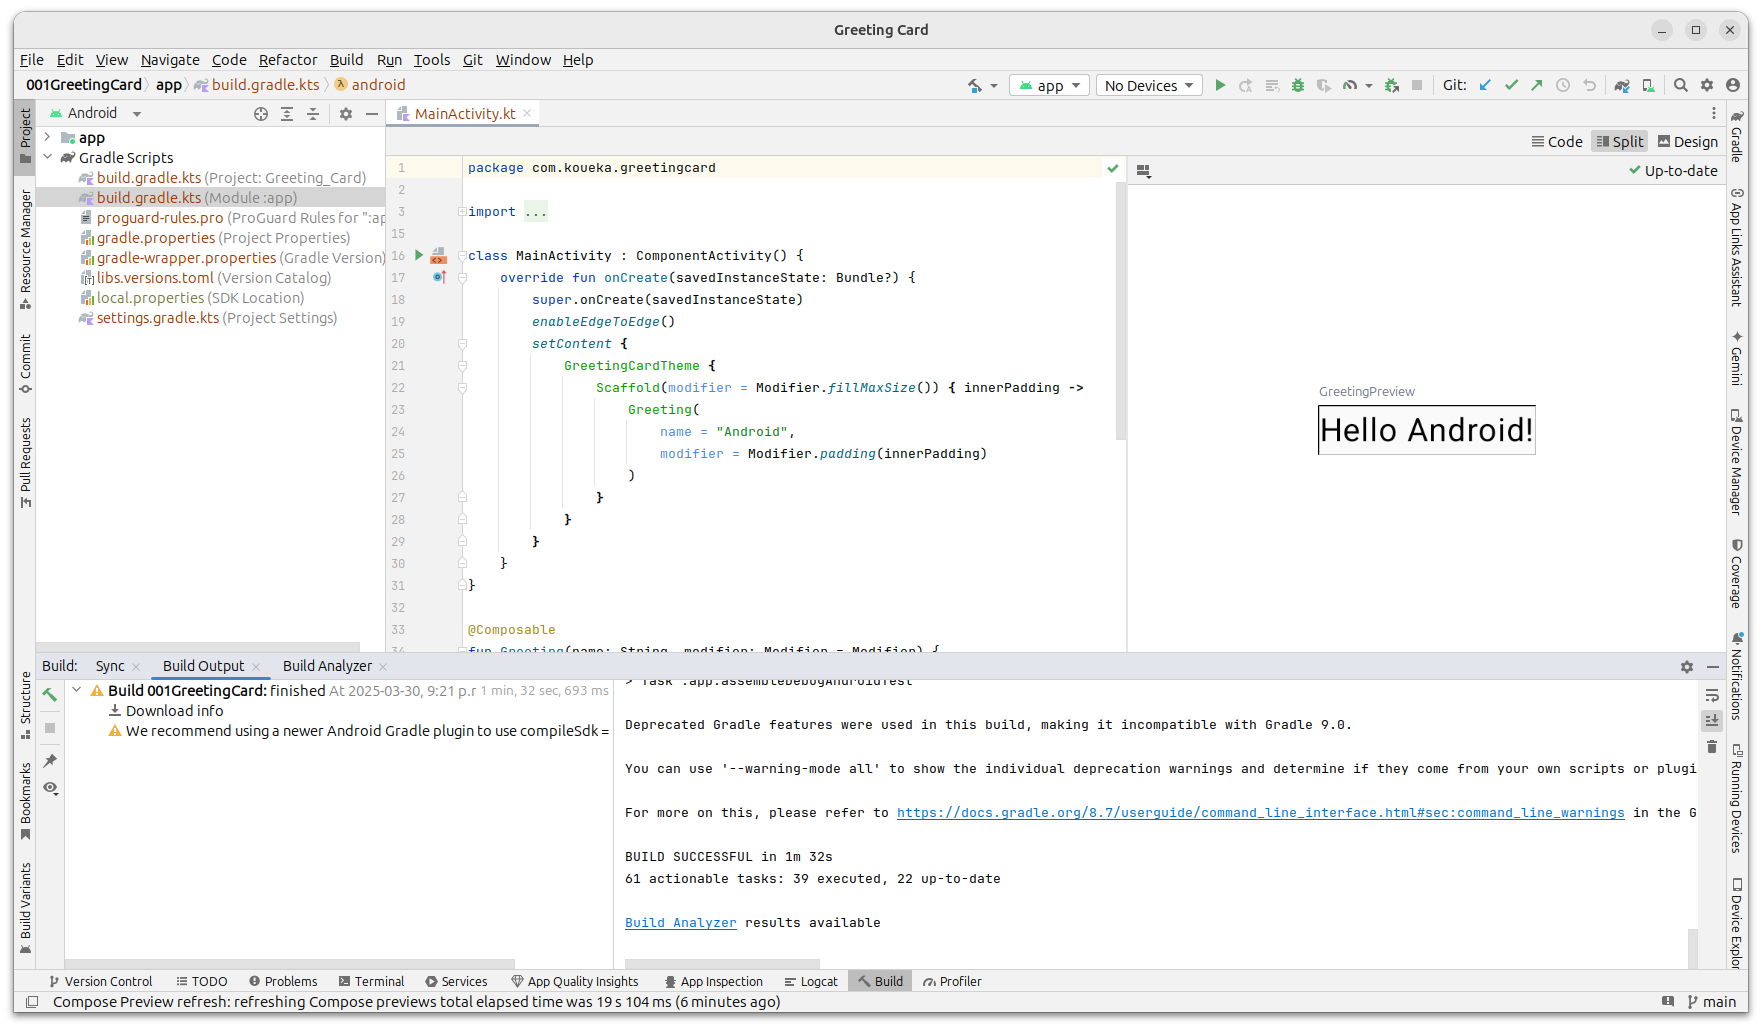 Greeting Card
File Edit View Navigate Code Refactor Build Run Tools Git Window Help
001GreetingCard app build.gradle.kts android
app No Devices Git:
Android
MainActivity.kt
app
Gradle Scripts
build.gradle.kts (Project: Greeting_Card)
build.gradle.kts (Module :app)
proguard-rules.pro (ProGuard Rules for ":ap
gradle.properties (Project Properties)
gradle-wrapper.properties (Gradle Version)
libs.versions.toml (Version Catalog)
local.properties (SDK Location)
settings.gradle.kts (Project Settings)
Project
Resource Manager
Commit
Pull Requests
Structure
Bookmarks
Build Variants
Code Split Design
Up-to-date
1 package com.koueka.greetingcard
2
3 import ...
15
16 class MainActivity : ComponentActivity() {
17 override fun onCreate(savedInstanceState: Bundle?) {
18 super.onCreate(savedInstanceState)
19 enableEdgeToEdge()
20 setContent {
21 GreetingCardTheme {
22 Scaffold(modifier = Modifier.fillMaxSize()) { innerPadding ->
23 Greeting(
24 name = "Android",
25 modifier = Modifier.padding(innerPadding)
26 )
27 }
28 }
29 }
30 }
31 }
32
33 @Composable
34 fun Greeting(name: String, modifier: Modifier = Modifier) {
GreetingPreview
Hello Android!
Gradle
App Links Assistant
Gemini
Device Manager
Coverage
Notifications
Running Devices
Device Explor
Build: Sync Build Output Build Analyzer
Build 001GreetingCard: finished At 2025-03-30, 9:21 p.r 1 min, 32 sec, 693 ms
Download info
We recommend using a newer Android Gradle plugin to use compileSdk =
> Task :app:assembleDebugAndroidTest
Deprecated Gradle features were used in this build, making it incompatible with Gradle 9.0.
You can use '--warning-mode all' to show the individual deprecation warnings and determine if they come from your own scripts or plugi
For more on this, please refer to https://docs.gradle.org/8.7/userguide/command_line_interface.html#sec:command_line_warnings in the G
BUILD SUCCESSFUL in 1m 32s
61 actionable tasks: 39 executed, 22 up-to-date
Build Analyzer results available
Version Control TODO Problems Terminal Services App Quality Insights App Inspection Logcat Build Profiler
Compose Preview refresh: refreshing Compose previews total elapsed time was 19 s 104 ms (6 minutes ago)
main